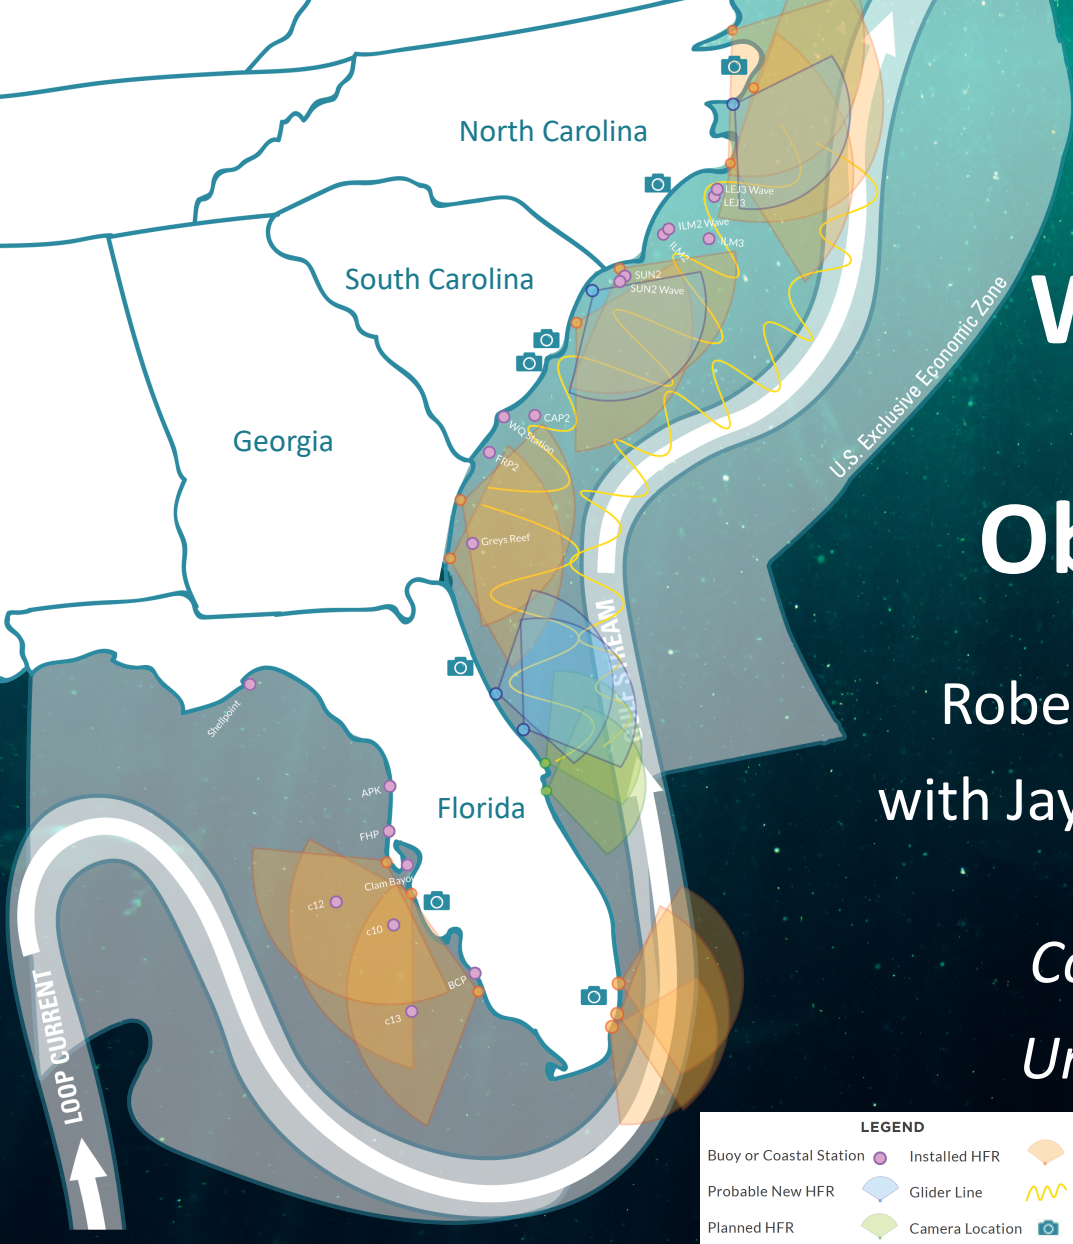 North Carolina
LEJ3 Wave
LEJ3
ILM2 Wave
ILM2
ILM3
South Carolina
SUN2
SUN2 Wave
W
U.S. Exclusive Economic Zone
CAP2
WQ Station
Georgia
FRP2
Greys Reef
Ob
GULF STREAM
Shellpoint
Robe
APK
Florida
with Jay
FHP
Clam Bayou
c12
c10
BCP
Co
c13
LOOP CURRENT
Un
LEGEND
Buoy or Coastal Station
Installed HFR
Probable New HFR
Glider Line
Planned HFR
Camera Location